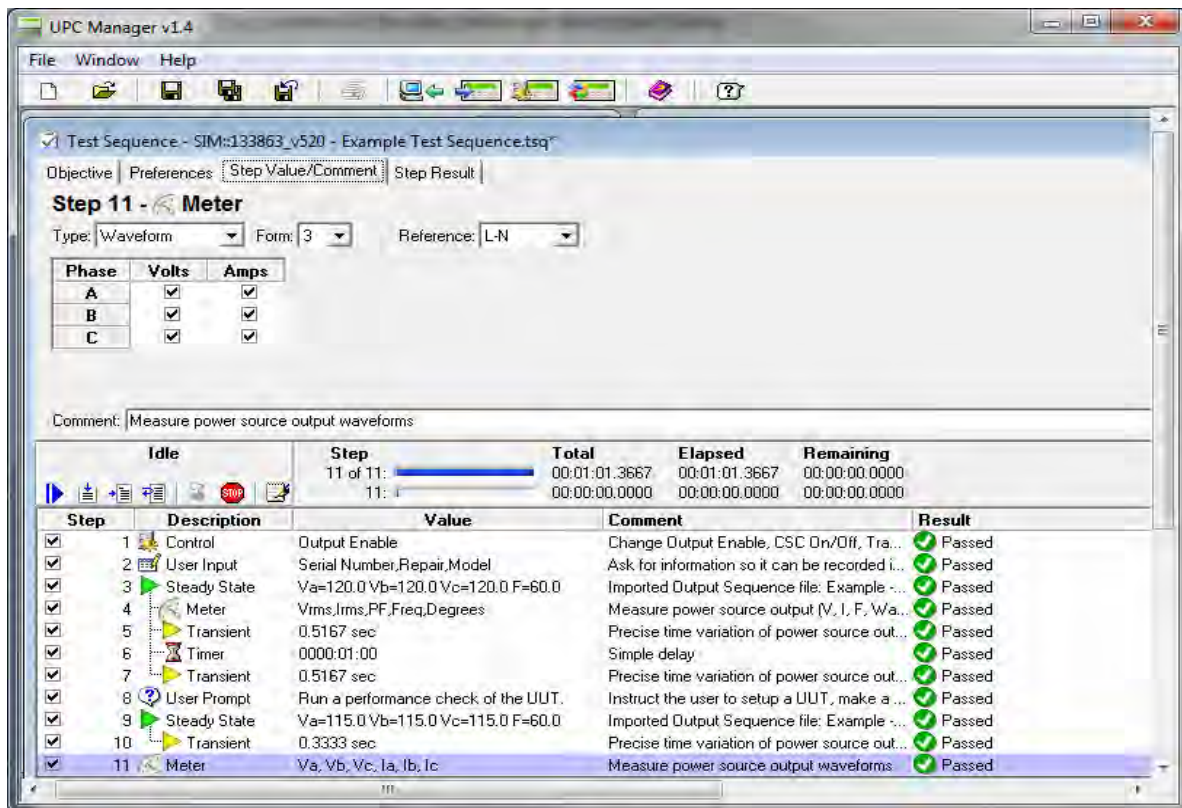 UPC Manager v1.4
File Window Help
Test Sequence - SIM::133863_v520 - Example Test Sequence.tsq*
Objective Preferences Step Value/Comment Step Result
Step 11 - Meter
Type: Waveform Form: 3 Reference: L-N
Phase Volts Amps
A
B
C
Comment: Measure power source output waveforms
Idle Step Total Elapsed Remaining
11 of 11: 00:01:01.3667 00:01:01.3667 00:00:00.0000
STOP 11: 00:00:00.0000 00:00:00.0000 00:00:00.0000
Step Description Value Comment Result
1 Control Output Enable Change Output Enable, CSC On/Off, Tra... Passed
2 User Input Serial Number,Repair,Model Ask for information so it can be recorded i... Passed
3 Steady State Va=120.0 Vb=120.0 Vc=120.0 F=60.0 Imported Output Sequence file: Example -... Passed
4 Meter Vrms,Irms,PF,Freq,Degrees Measure power source output (V, I, F, Wa... Passed
5 Transient 0.5167 sec Precise time variation of power source out... Passed
6 Timer 0000:01:00 Simple delay Passed
7 Transient 0.5167 sec Precise time variation of power source out... Passed
8 User Prompt Run a performance check of the UUT. Instruct the user to setup a UUT, make a ... Passed
9 Steady State Va=115.0 Vb=115.0 Vc=115.0 F=60.0 Imported Output Sequence file: Example -... Passed
10 Transient 0.3333 sec Precise time variation of power source out... Passed
11 Meter Va, Vb, Vc, Ia, Ib, Ic Measure power source output waveforms Passed